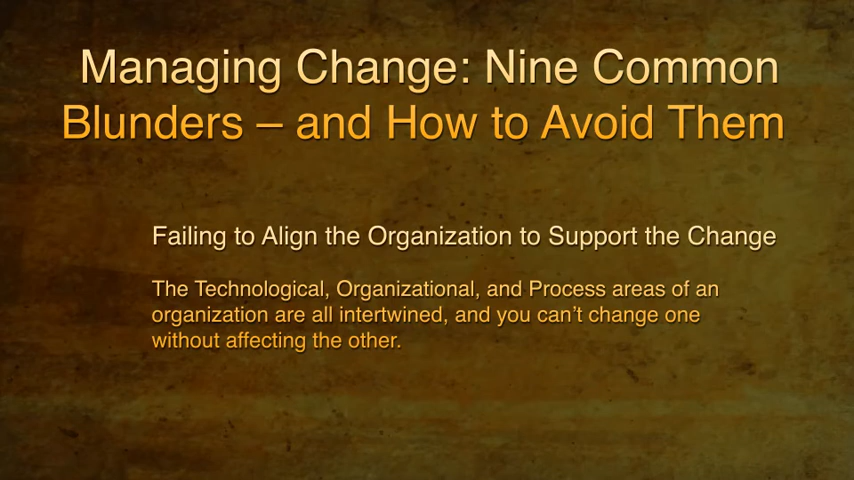 Managing Change: Nine Common
Blunders – and How to Avoid Them
Failing to Align the Organization to Support the Change
The Technological, Organizational, and Process areas of an
organization are all intertwined, and you can’t change one
without affecting the other.